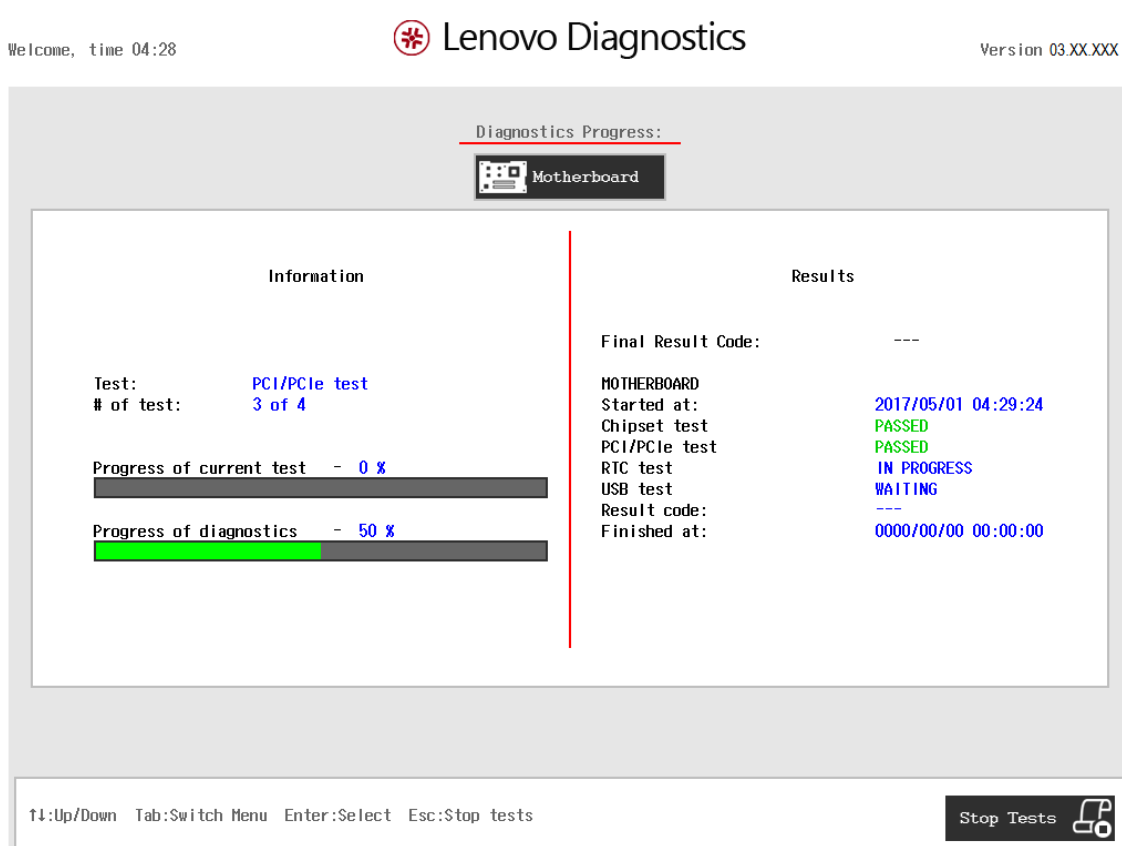 Welcome, time 04:28
Lenovo Diagnostics
Version 03.XX.XXX
Diagnostics Progress:
Motherboard
Information
Test: PCI/PCIe test
# of test: 3 of 4
Progress of current test - 0 %
Progress of diagnostics - 50 %
Results
Final Result Code: ---
MOTHERBOARD
Started at: 2017/05/01 04:29:24
Chipset test PASSED
PCI/PCIe test PASSED
RTC test IN PROGRESS
USB test WAITING
Result code: ---
Finished at: 0000/00/00 00:00:00
↑↓:Up/Down Tab:Switch Menu Enter:Select Esc:Stop tests
Stop Tests